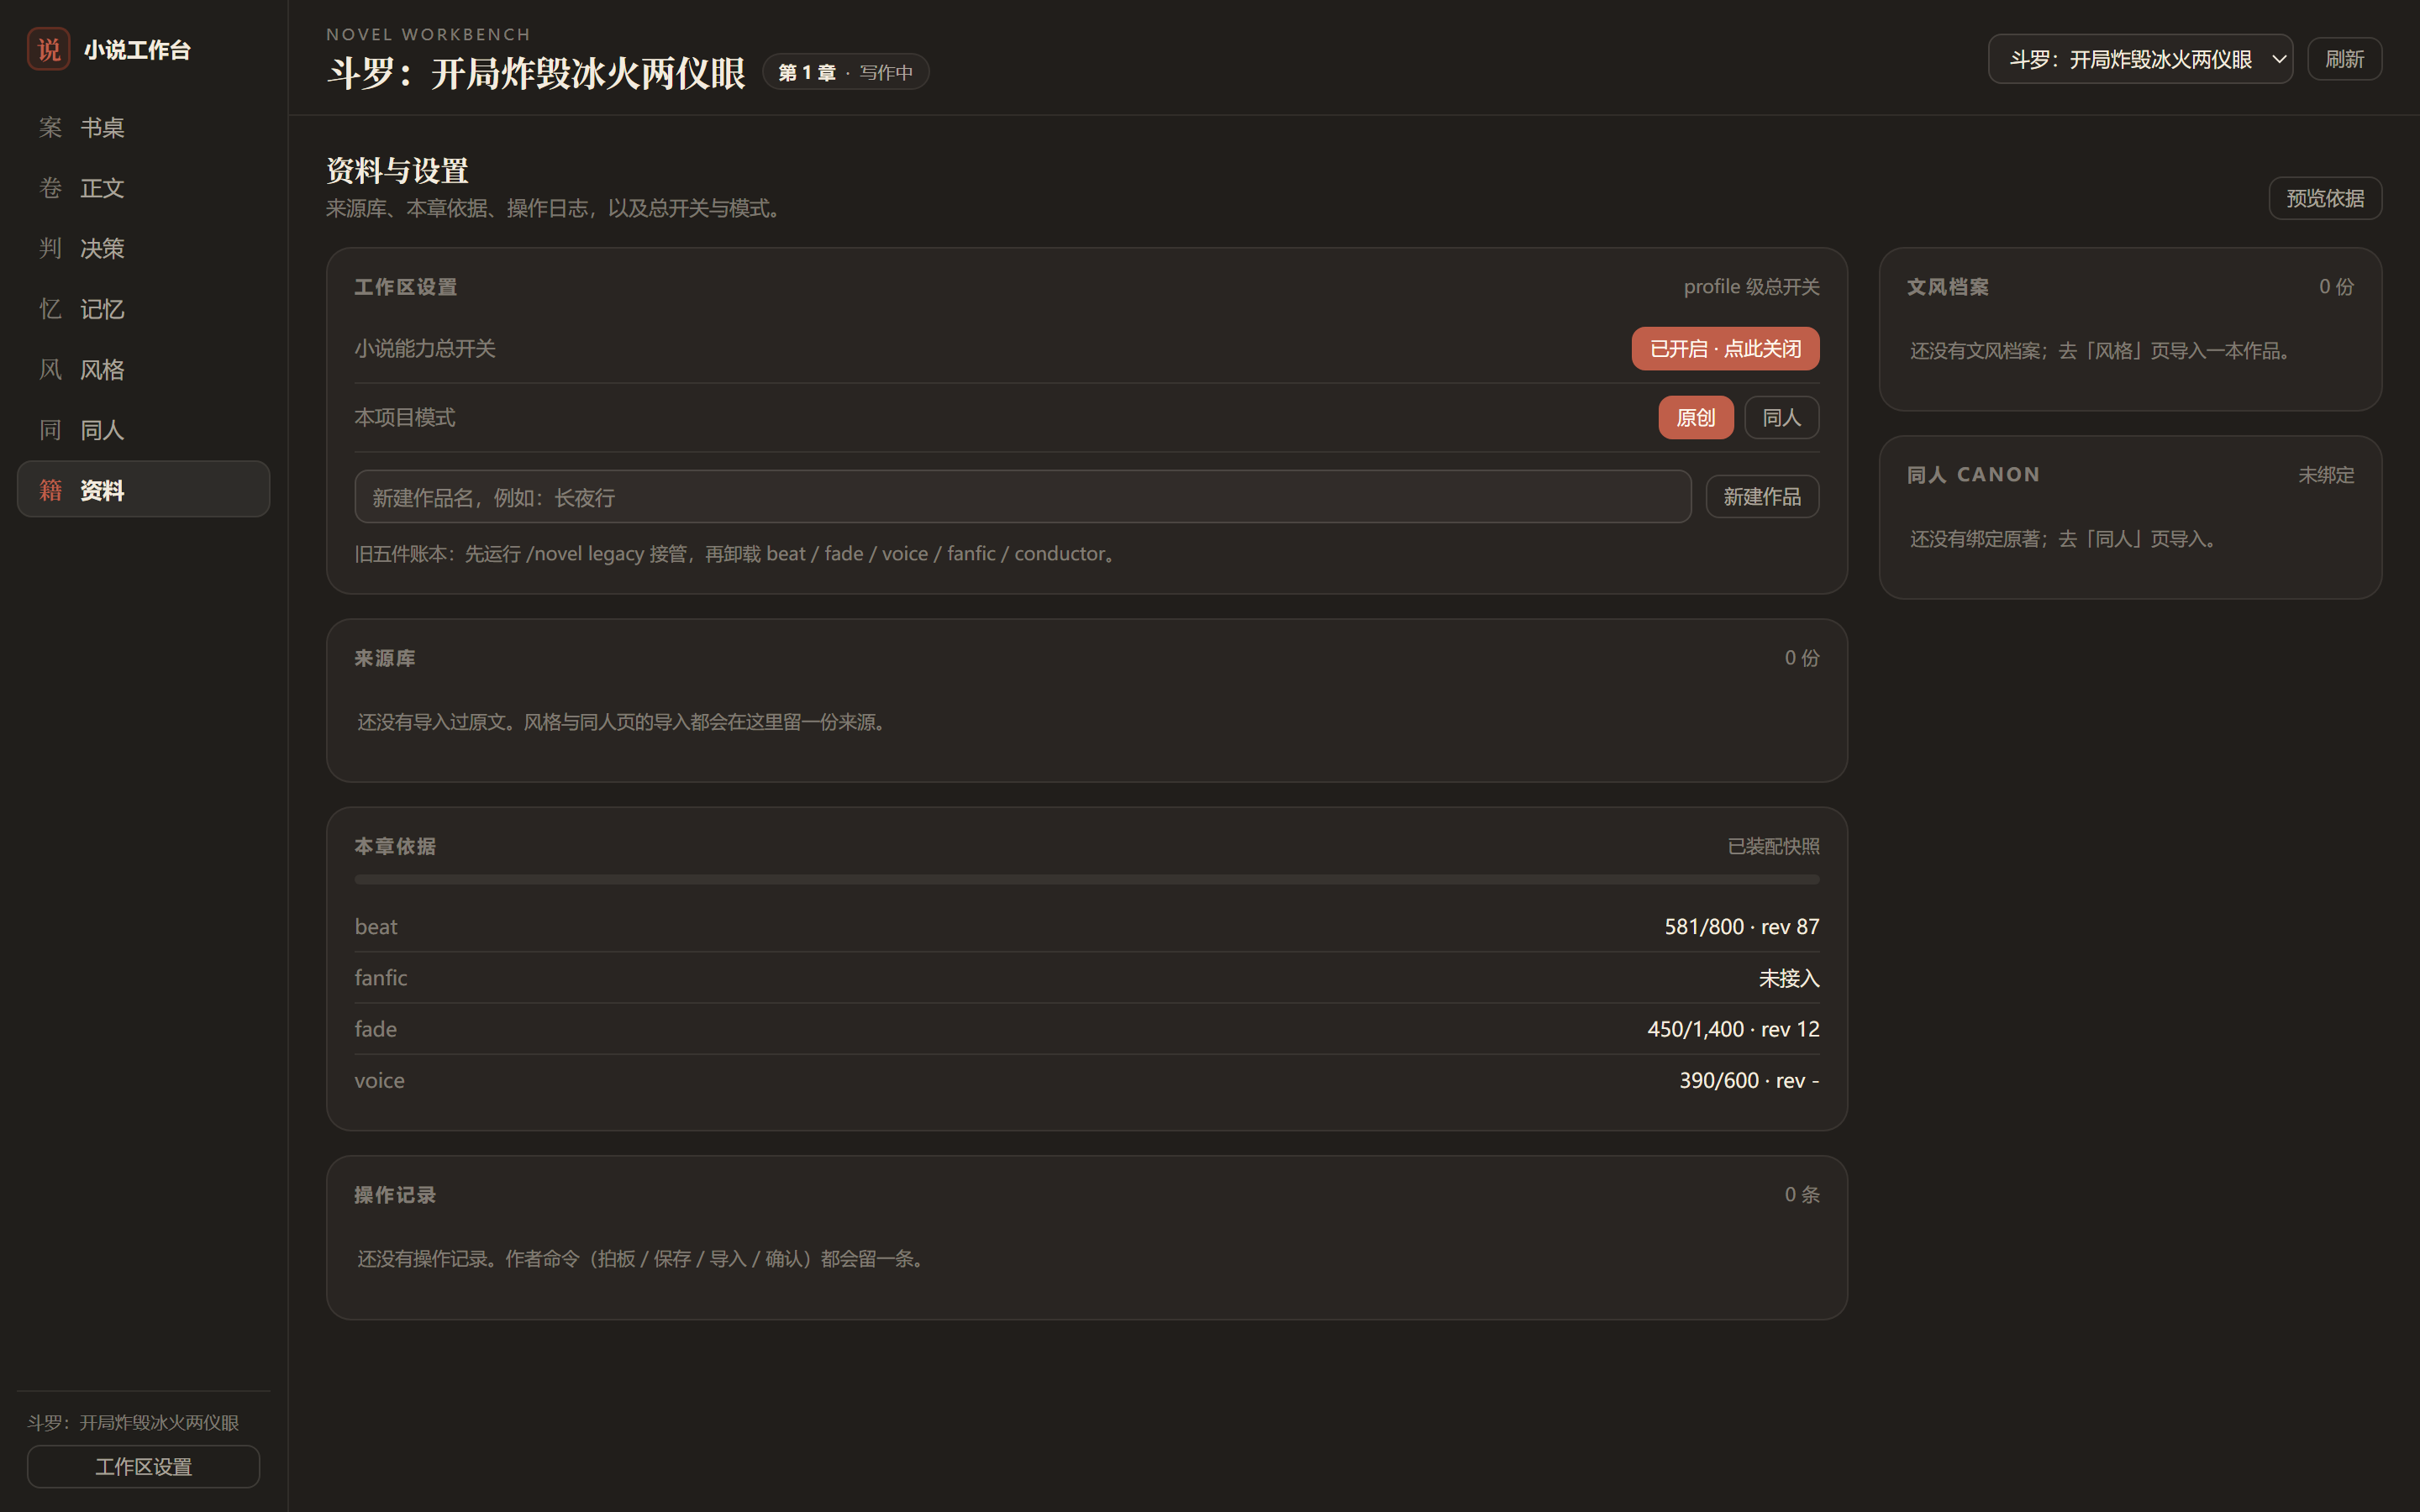 说 小说工作台
案 书桌
卷 正文
判 决策
忆 记忆
风 风格
同 同人
籍 资料
斗罗：开局炸毁冰火两仪眼
工作区设置
NOVEL WORKBENCH
斗罗：开局炸毁冰火两仪眼 第 1 章 · 写作中
斗罗：开局炸毁冰火两仪眼 刷新
资料与设置
来源库、本章依据、操作日志，以及总开关与模式。
预览依据
工作区设置 profile 级总开关
小说能力总开关 已开启 · 点此关闭
本项目模式 原创 同人
新建作品名，例如：长夜行 新建作品
旧五件账本：先运行 /novel legacy 接管，再卸载 beat / fade / voice / fanfic / conductor。
来源库 0 份
还没有导入过原文。风格与同人页的导入都会在这里留一份来源。
本章依据 已装配快照
beat 581/800 · rev 87
fanfic 未接入
fade 450/1,400 · rev 12
voice 390/600 · rev -
操作记录 0 条
还没有操作记录。作者命令（拍板 / 保存 / 导入 / 确认）都会留一条。
文风档案 0 份
还没有文风档案；去「风格」页导入一本作品。
同人 CANON 未绑定
还没有绑定原著；去「同人」页导入。